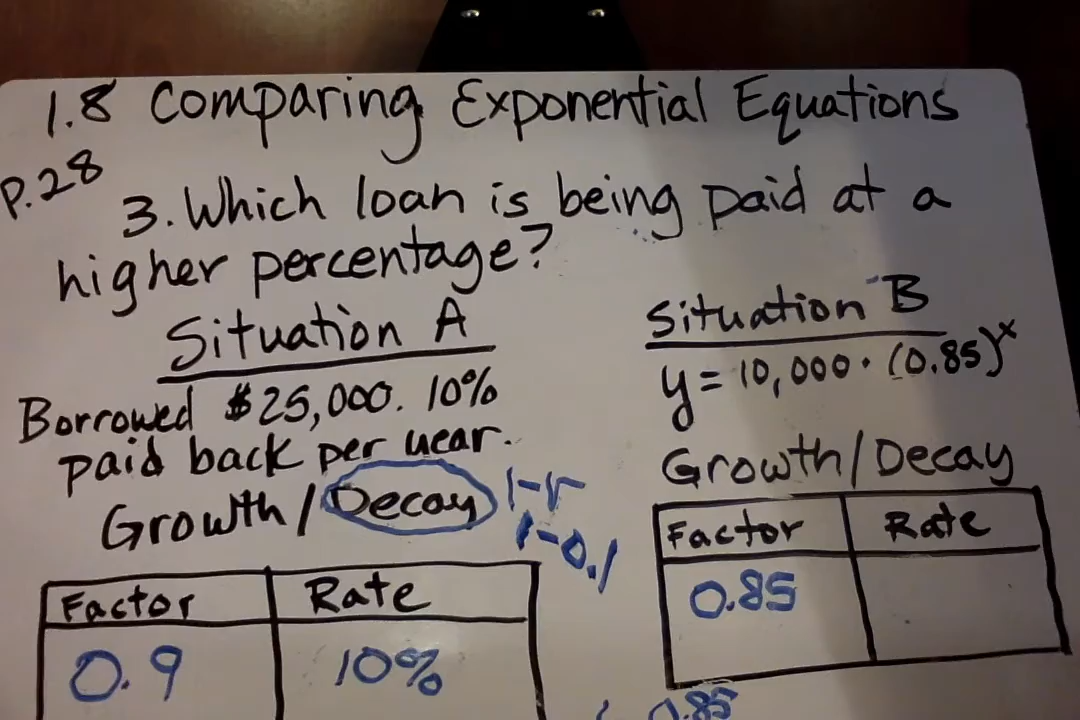 1.8 Comparing Exponential Equations
P.28
3. Which loan is being paid at a
higher percentage?
Situation A
Borrowed $25,000. 10%
paid back per year.
Growth/Decay 1-r
1-0.1
Factor Rate
0.9 10%
Situation B
y = 10,000 · (0.85)^x
Growth/Decay
Factor Rate
0.85
0.85